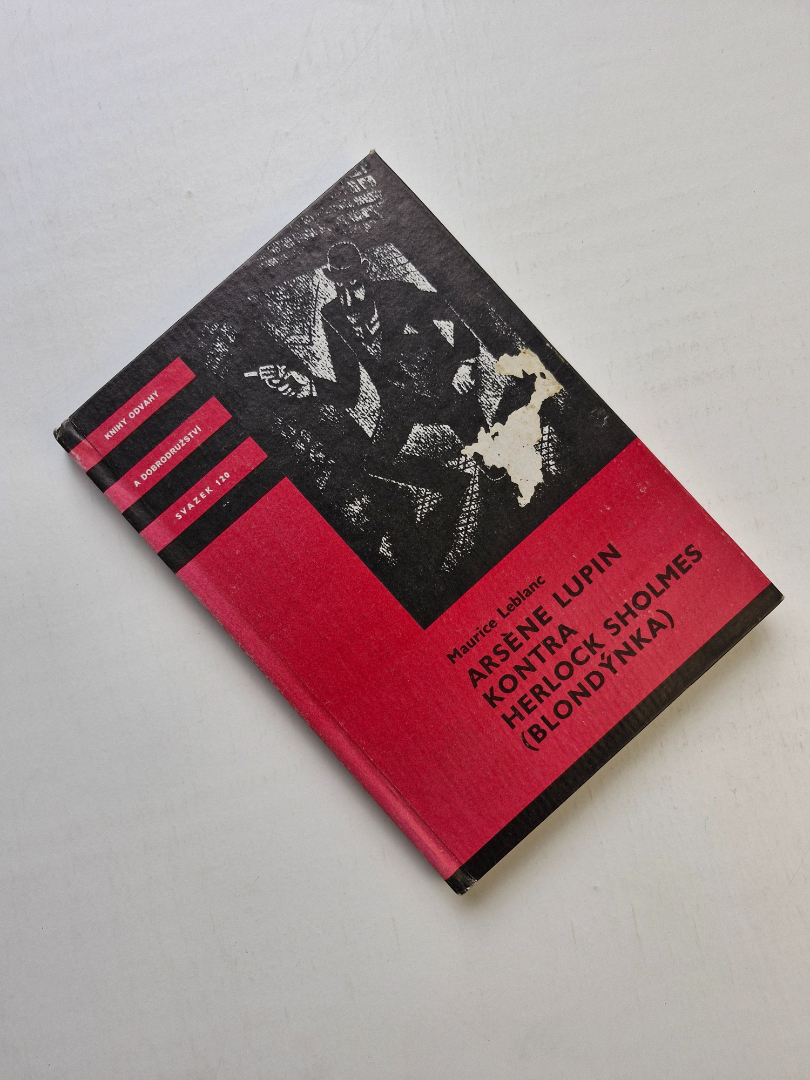 KNIHY ODVAHY
A DOBRODRUŽSTVÍ
SVAZEK 120
Maurice Leblanc
ARSÈNE LUPIN
KONTRA
HERLOCK SHOLMES
(BLONDÝNKA)